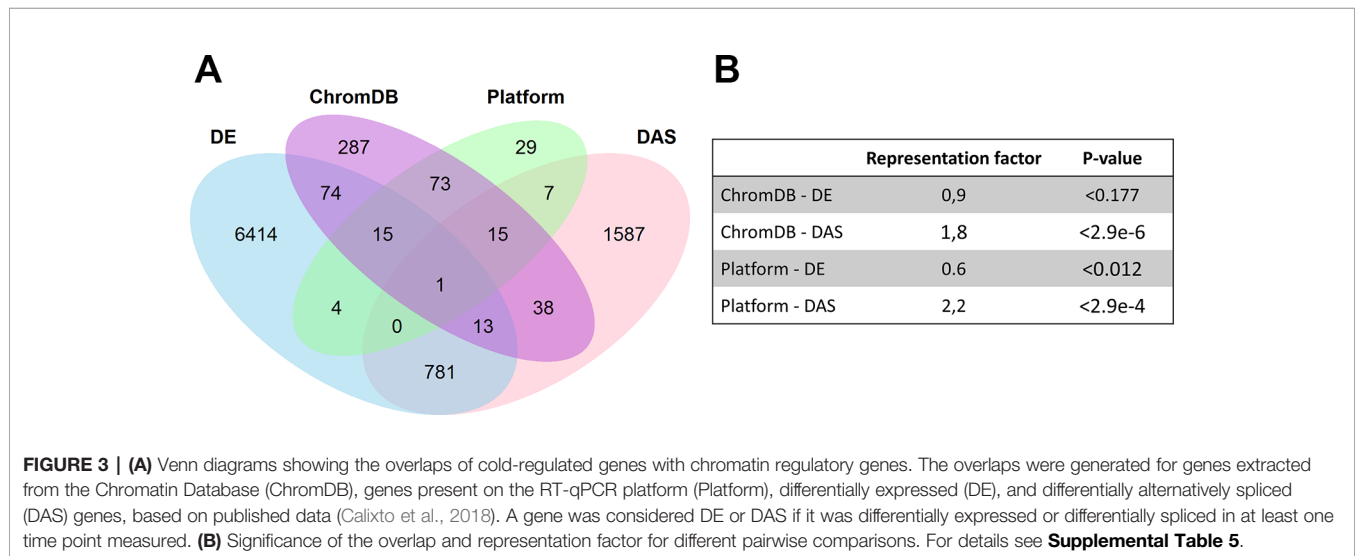 A
B
ChromDB
Platform
DE
DAS
287
29
74
73
7
6414
15
15
1587
1
4
0
13
38
781
Representation factor P-value
ChromDB - DE 0,9 <0.177
ChromDB - DAS 1,8 <2.9e-6
Platform - DE 0.6 <0.012
Platform - DAS 2,2 <2.9e-4
FIGURE 3 | (A) Venn diagrams showing the overlaps of cold-regulated genes with chromatin regulatory genes. The overlaps were generated for genes extracted
from the Chromatin Database (ChromDB), genes present on the RT-qPCR platform (Platform), differentially expressed (DE), and differentially alternatively spliced
(DAS) genes, based on published data (Calixto et al., 2018). A gene was considered DE or DAS if it was differentially expressed or differentially spliced in at least one
time point measured. (B) Significance of the overlap and representation factor for different pairwise comparisons. For details see Supplemental Table 5.